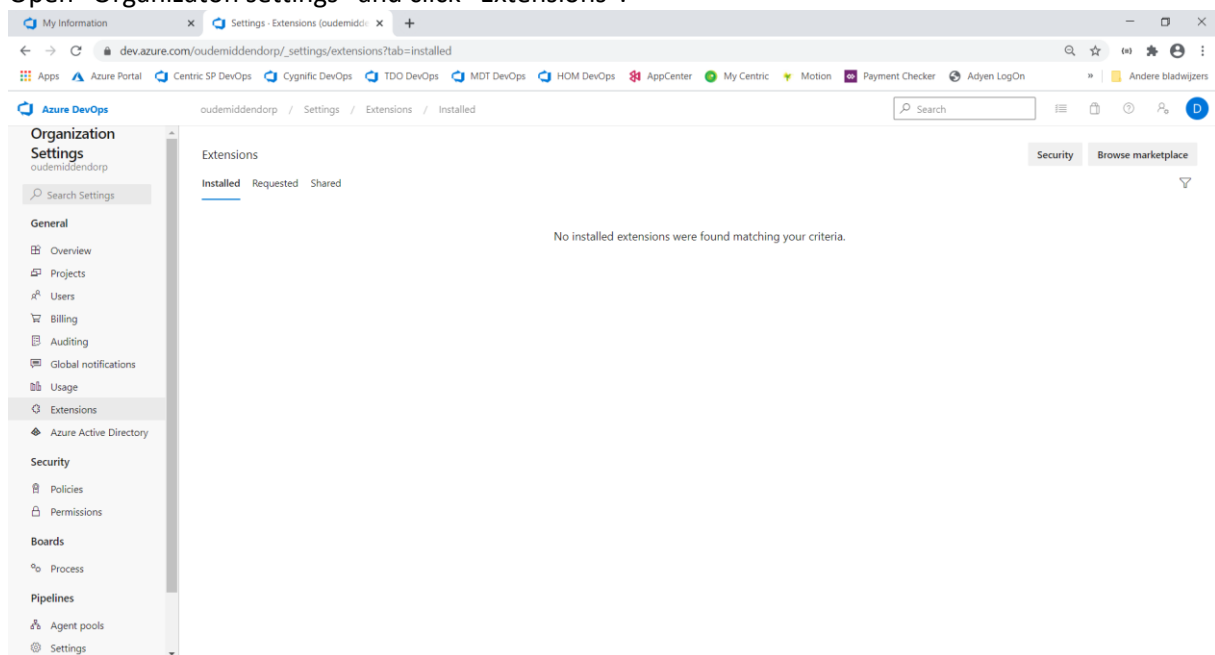 Open "Organizaton settings" and click "Extensions".
My Information
Settings - Extensions (oudemidde
dev.azure.com/oudemiddendorp/_settings/extensions?tab=installed
Apps Azure Portal Centric SP DevOps Cygnific DevOps TDO DevOps MDT DevOps HOM DevOps AppCenter My Centric Motion Payment Checker Adyen LogOn » Andere bladwijzers
Azure DevOps oudemiddendorp / Settings / Extensions / Installed Search D
Organization
Settings
oudemiddendorp
Search Settings
General
Overview
Projects
Users
Billing
Auditing
Global notifications
Usage
Extensions
Azure Active Directory
Security
Policies
Permissions
Boards
Process
Pipelines
Agent pools
Settings
Extensions
Security Browse marketplace
Installed Requested Shared
No installed extensions were found matching your criteria.